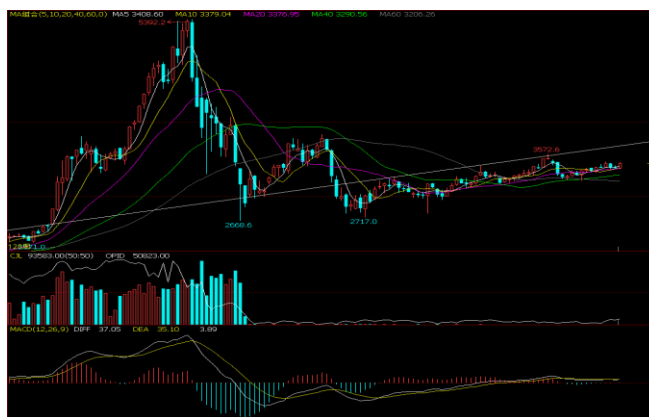 MA组合(5,10,20,40,60,0) MA5 3408.60 MA10 3379.04 MA20 3376.95 MA40 3290.56 MA60 3206.26
5392.2
3572.6
2668.6
2717.0
CJL 93583.00(50:50) OPID 50823.00
MACD(12,26,9) DIFF 37.05 DEA 35.10 3.89